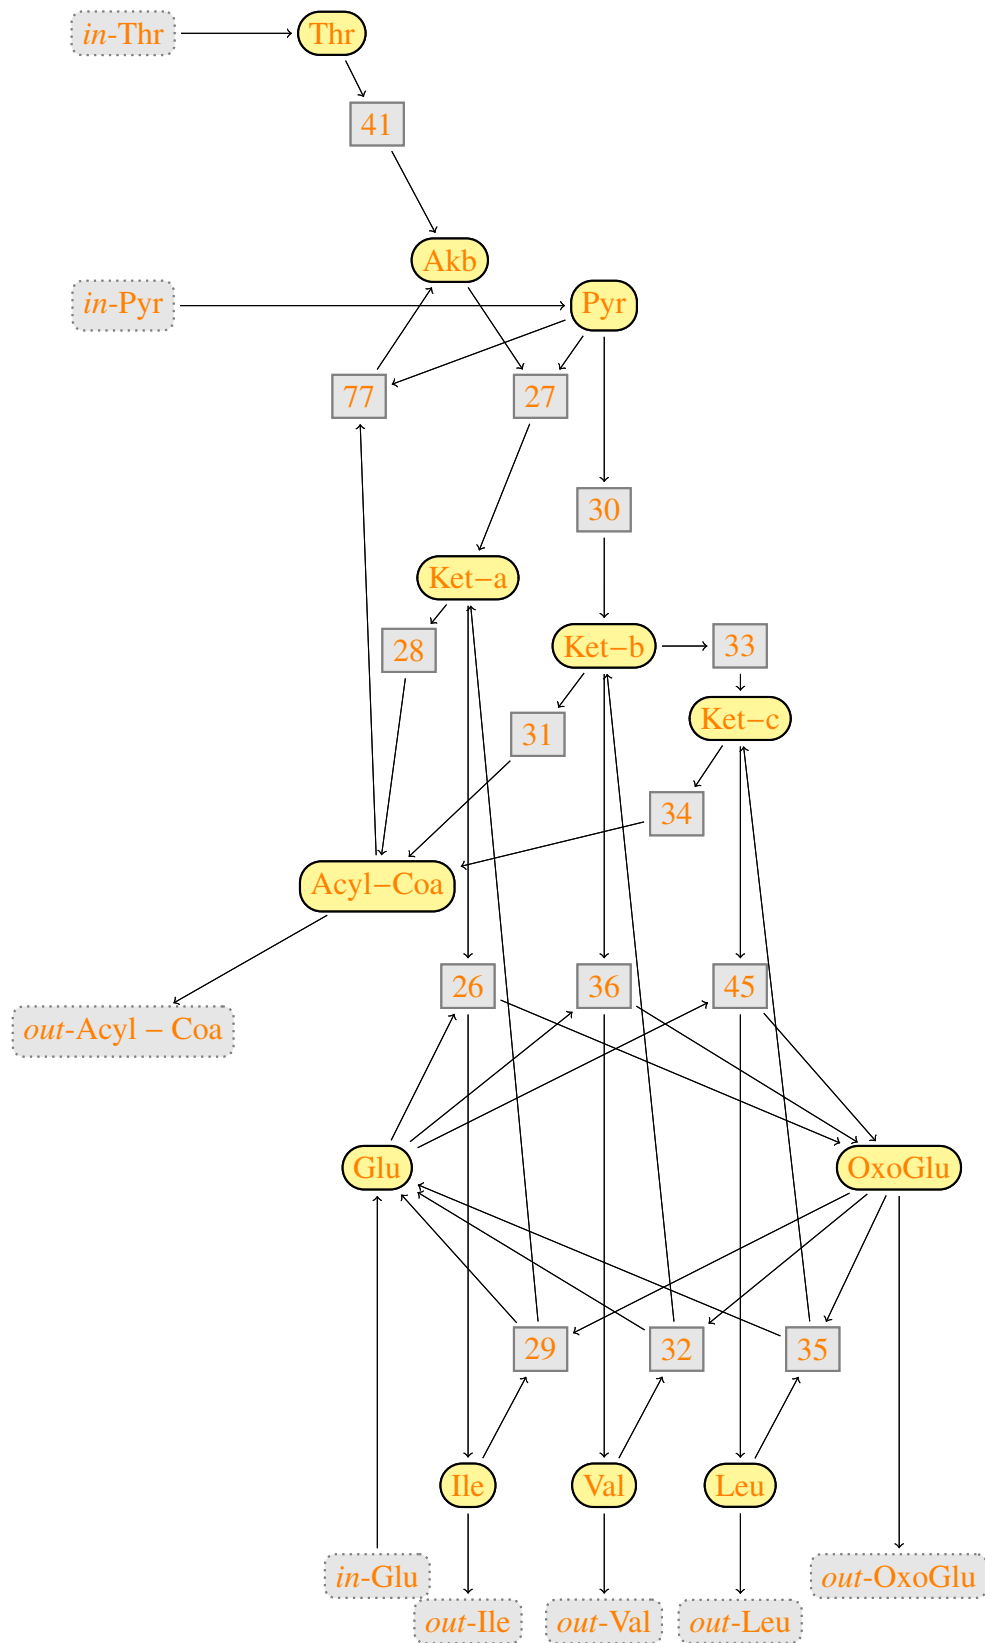 in-Thr
Thr
41
Akb
in-Pyr
Pyr
77
27
30
Ket−a
28
Ket−b
33
Ket−c
31
34
Acyl−Coa
26
36
45
out-Acyl − Coa
Glu
OxoGlu
29
32
35
Ile
Val
Leu
in-Glu
out-OxoGlu
out-Ile
out-Val
out-Leu